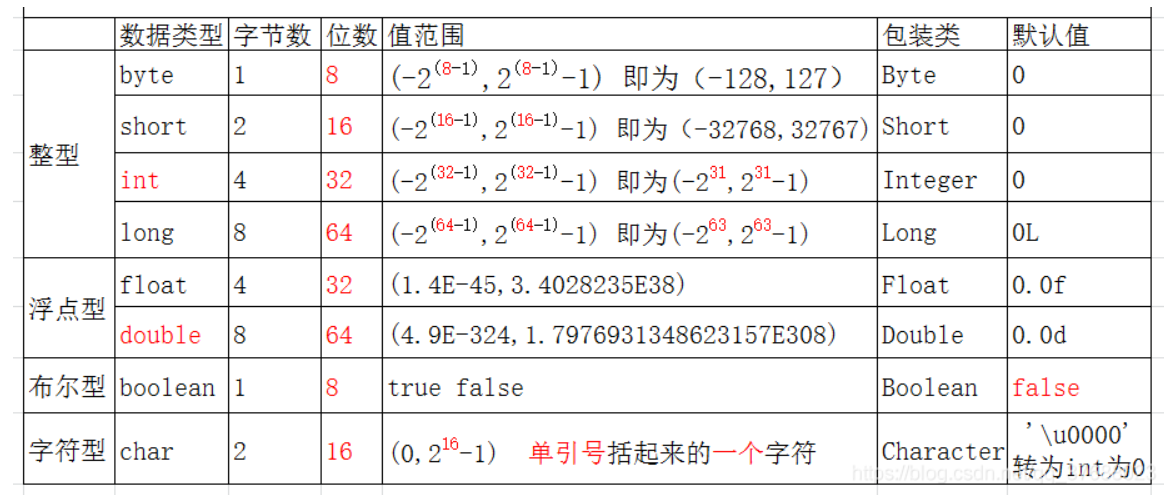 数据类型 字节数 位数 值范围 包装类 默认值
整型
byte 1 8 (-2^(8-1),2^(8-1)-1) 即为（-128,127） Byte 0
short 2 16 (-2^(16-1),2^(16-1)-1) 即为（-32768,32767) Short 0
int 4 32 (-2^(32-1),2^(32-1)-1) 即为(-2^31,2^31-1) Integer 0
long 8 64 (-2^(64-1),2^(64-1)-1) 即为(-2^63,2^63-1) Long 0L
浮点型
float 4 32 (1.4E-45,3.4028235E38) Float 0.0f
double 8 64 (4.9E-324,1.7976931348623157E308) Double 0.0d
布尔型 boolean 1 8 true false Boolean false
字符型 char 2 16 (0,2^16-1) 单引号括起来的一个字符 Character '\u0000'
转为int为0
https://blog.csdn.ne